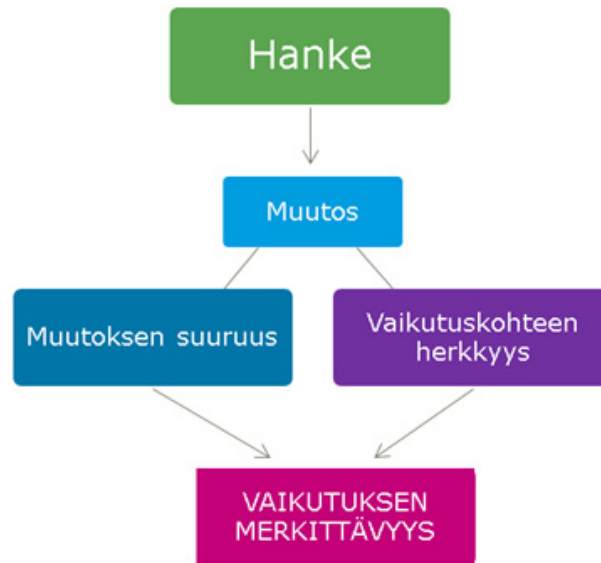 Hanke
Muutos
Muutoksen suuruus
Vaikutuskohteen
herkkyys
VAIKUTUKSEN
MERKITTÄVYYS